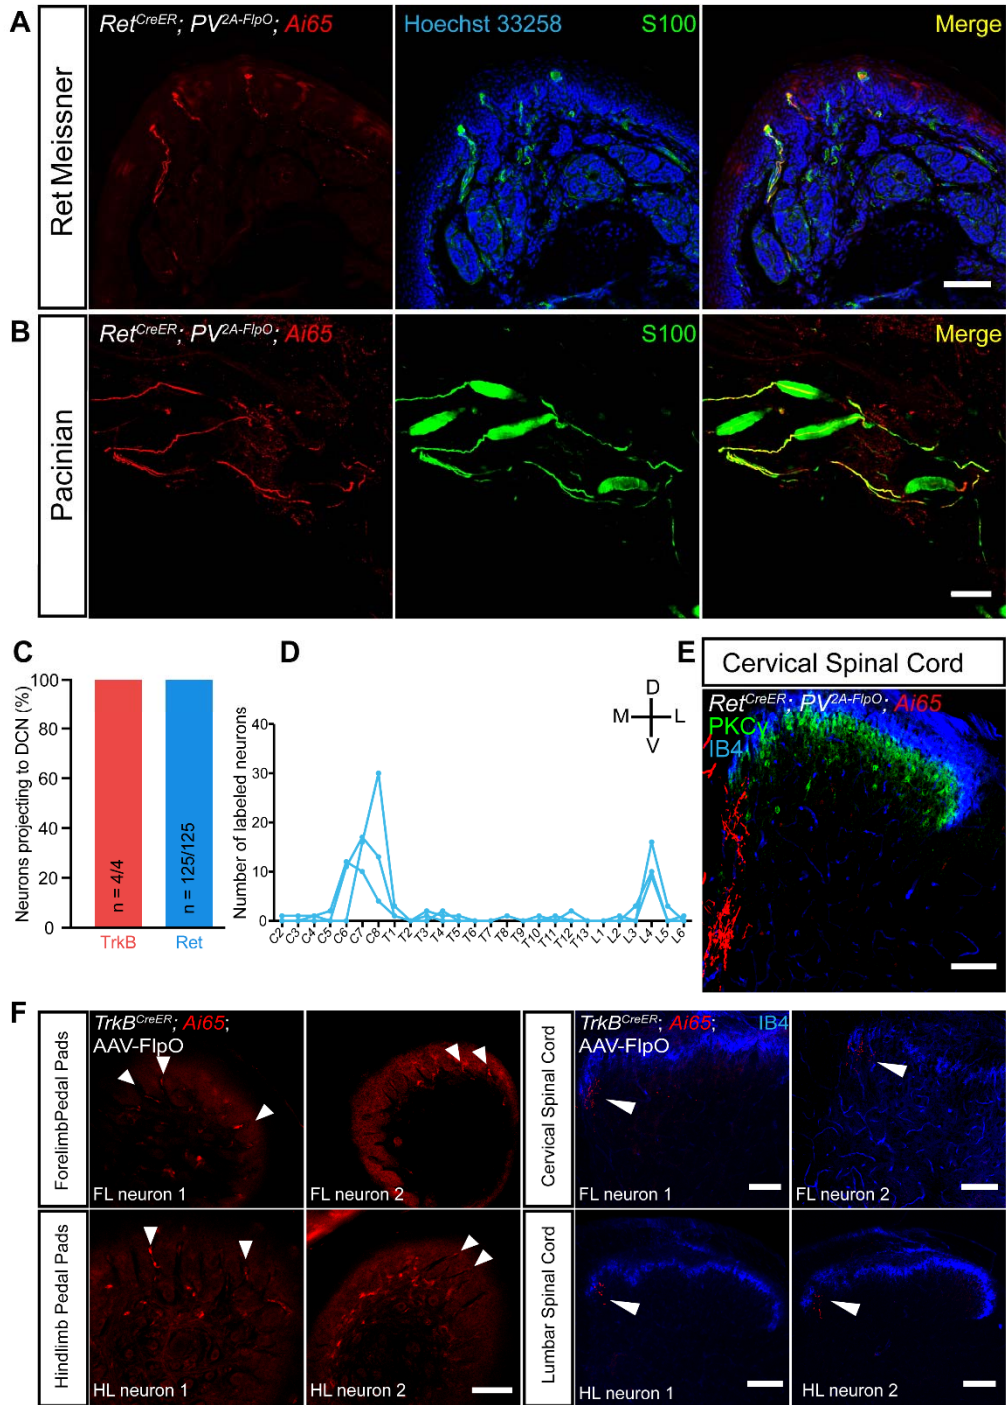 A
Ret Meissner
Ret^CreER; PV^2A-FlpO; Ai65
Hoechst 33258
S100
Merge
B
Pacinian
Ret^CreER; PV^2A-FlpO; Ai65
S100
Merge
C
Neurons projecting to DCN (%)
100
80
60
40
20
0
n = 4/4
n = 125/125
TrkB
Ret
D
Number of labeled neurons
40
30
20
10
0
C2 C3 C4 C5 C6 C7 C8 T1 T2 T3 T4 T5 T6 T7 T8 T9 T10 T11 T12 T13 L1 L2 L3 L4 L5 L6
D
M L
V
E
Cervical Spinal Cord
Ret^CreER; PV^2A-FlpO; Ai65
PKCγ
IB4
F
Forelimb Pedal Pads
TrkB^CreER; Ai65;
AAV-FlpO
FL neuron 1
FL neuron 2
Cervical Spinal Cord
TrkB^CreER; Ai65; IB4
AAV-FlpO
FL neuron 1
FL neuron 2
Hindlimb Pedal Pads
HL neuron 1
HL neuron 2
Lumbar Spinal Cord
HL neuron 1
HL neuron 2